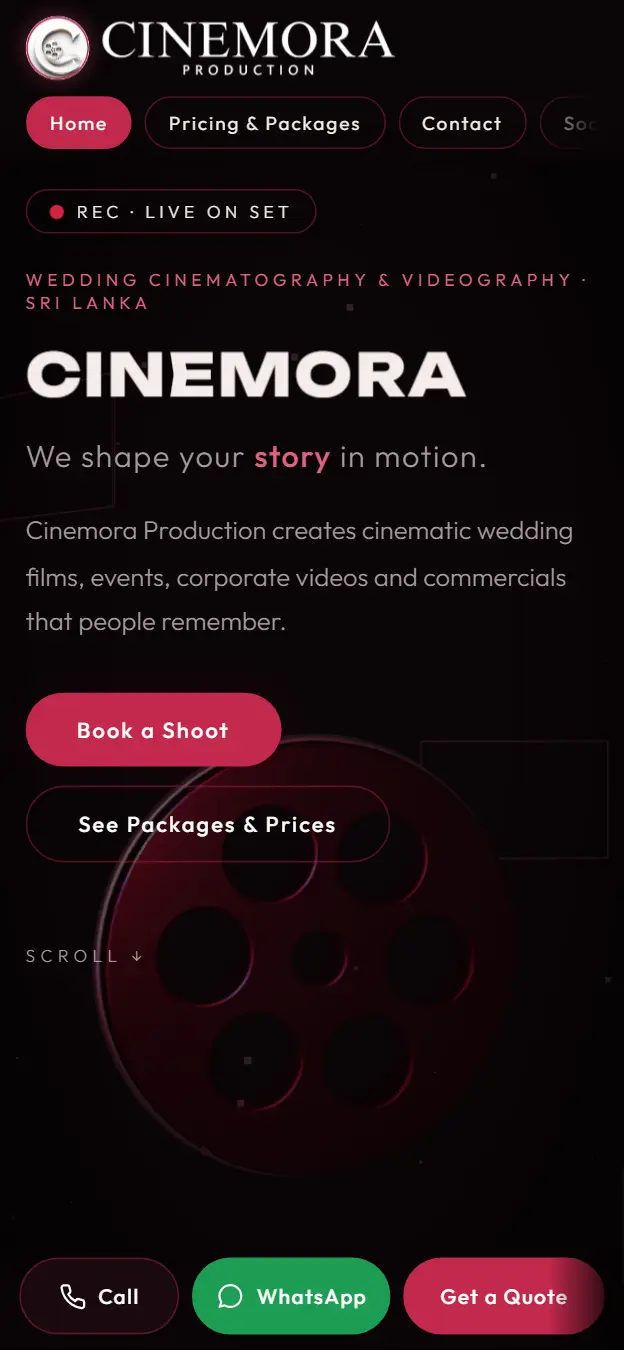 CINEMORA
PRODUCTION
Home
Pricing & Packages
Contact
REC · LIVE ON SET
WEDDING CINEMATOGRAPHY & VIDEOGRAPHY ·
SRI LANKA
CINEMORA
We shape your story in motion.
Cinemora Production creates cinematic wedding
films, events, corporate videos and commercials
that people remember.
Book a Shoot
See Packages & Prices
SCROLL ↓
Call
WhatsApp
Get a Quote